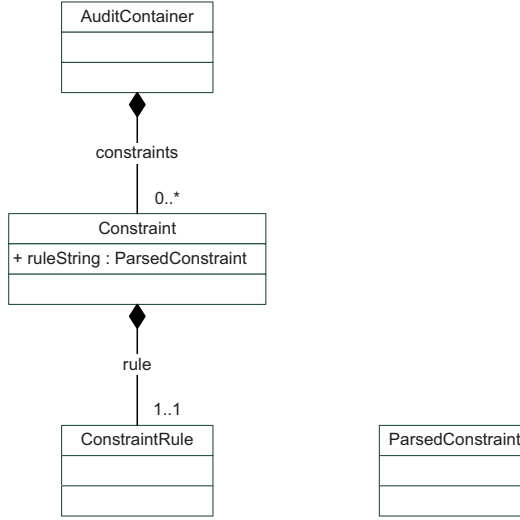 AuditContainer
constraints
0..*
Constraint
+ ruleString : ParsedConstraint
rule
1..1
ConstraintRule
ParsedConstraint